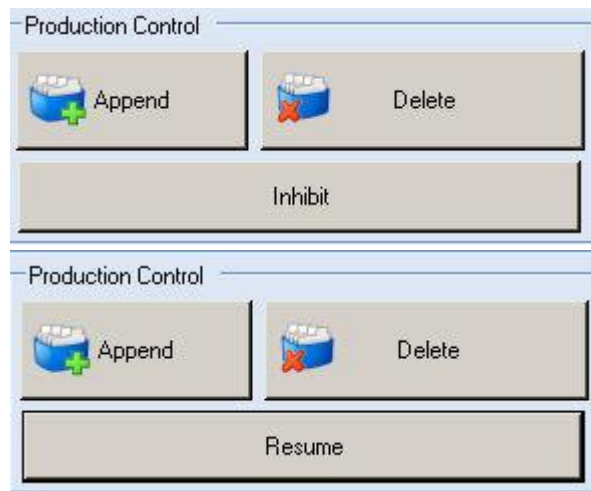 Production Control
Append Delete
Inhibit
Production Control
Append Delete
Resume